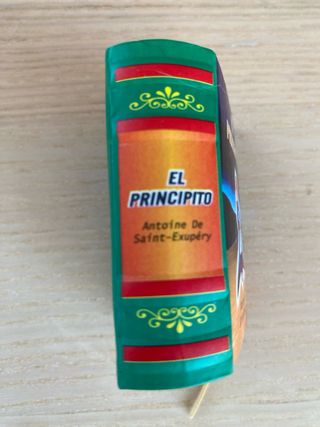 EL
PRINCIPITO
Antoine De
Saint-Exupéry